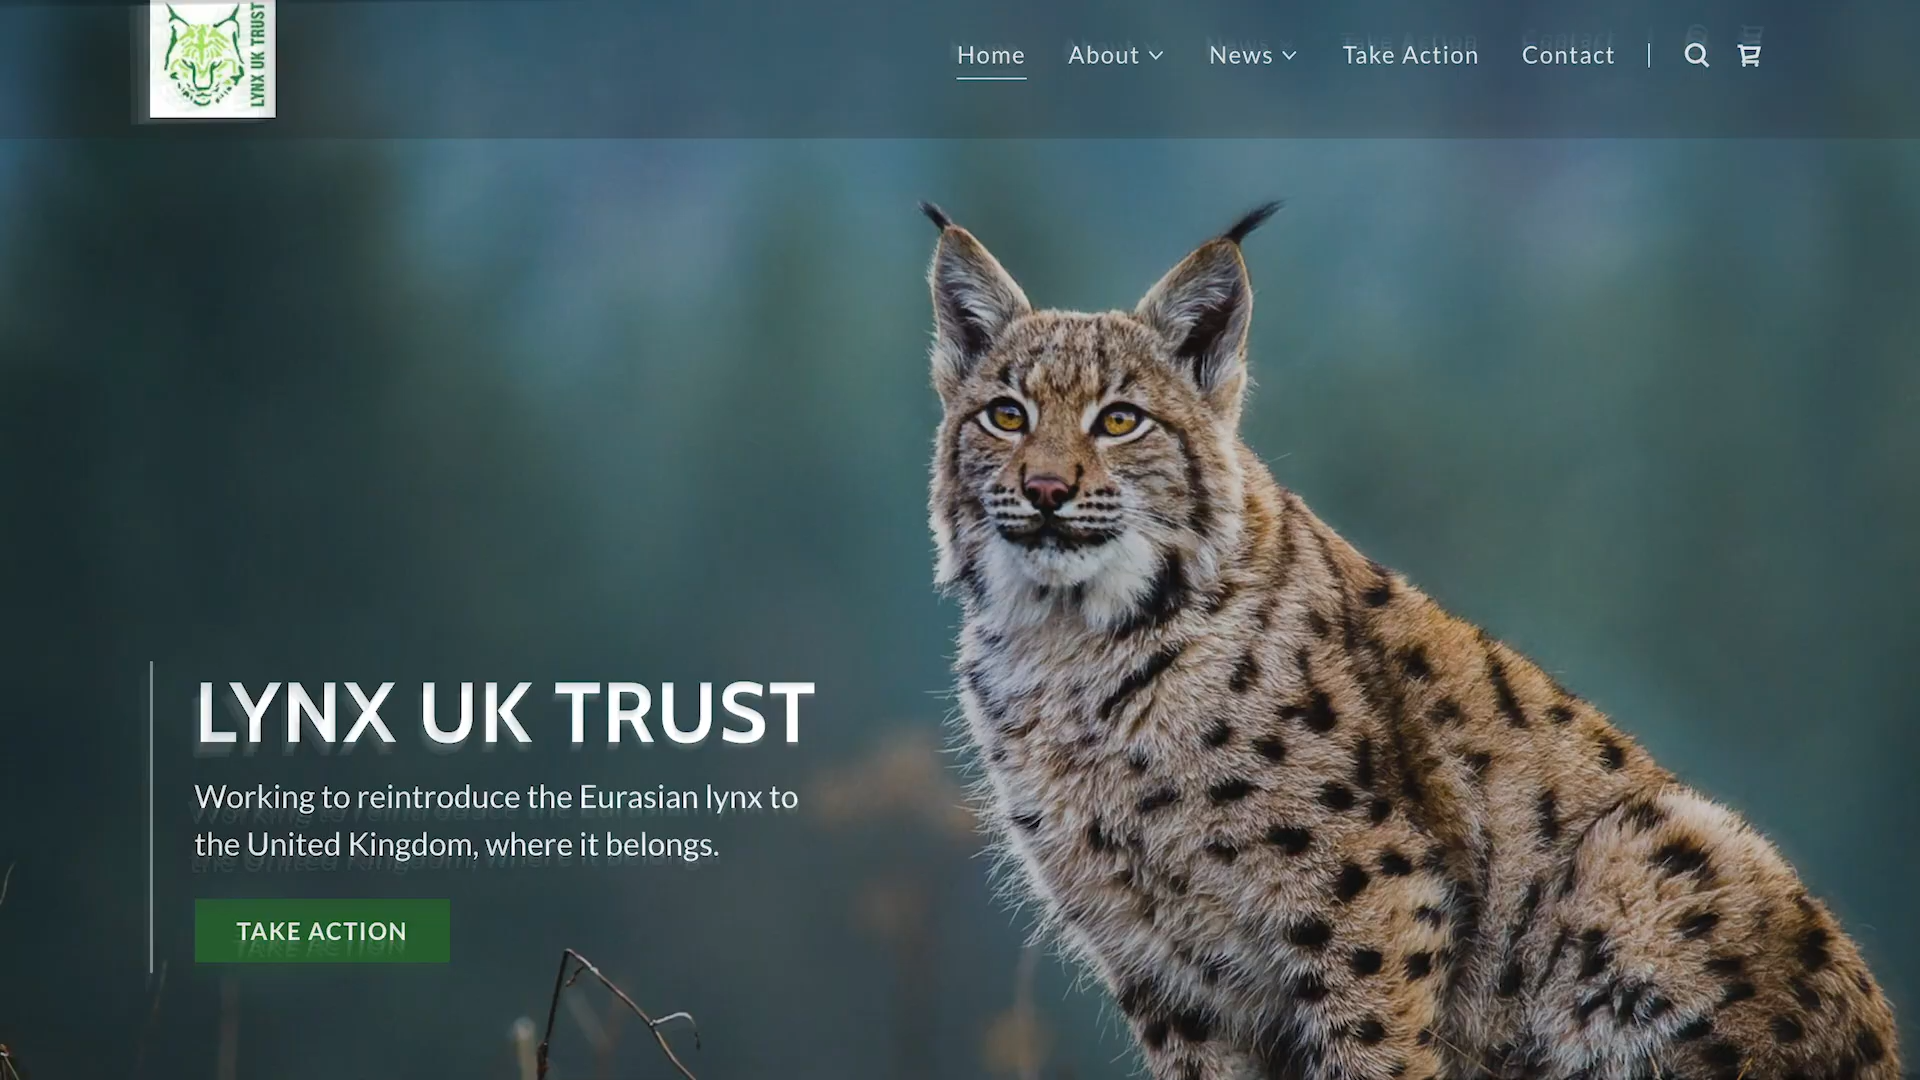 LYNX UK TRUST
Home About News Take Action Contact
LYNX UK TRUST
Working to reintroduce the Eurasian lynx to
the United Kingdom, where it belongs.
TAKE ACTION